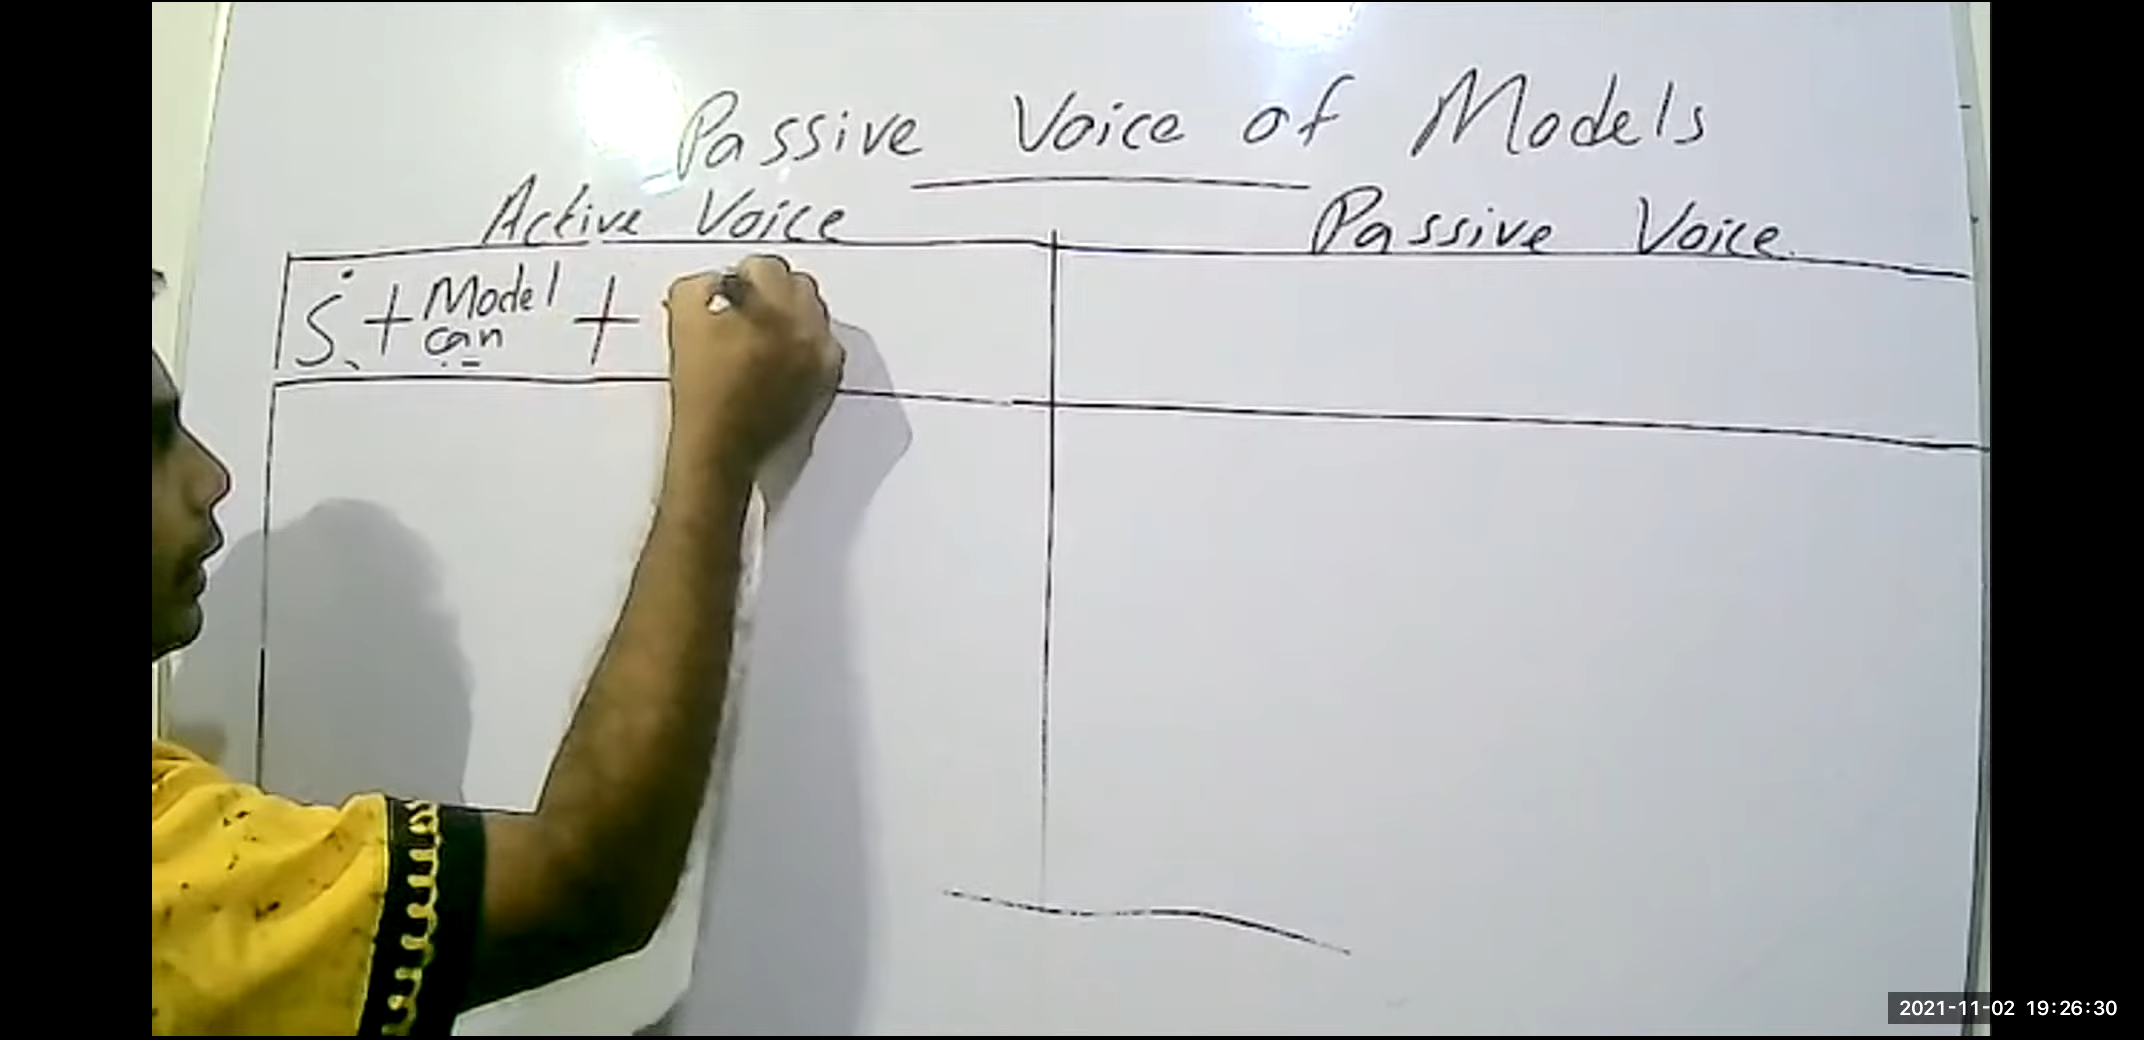 Passive Voice of Models
Active Voice
Passive Voice.
S + Model +
can
2021-11-02 19:26:30